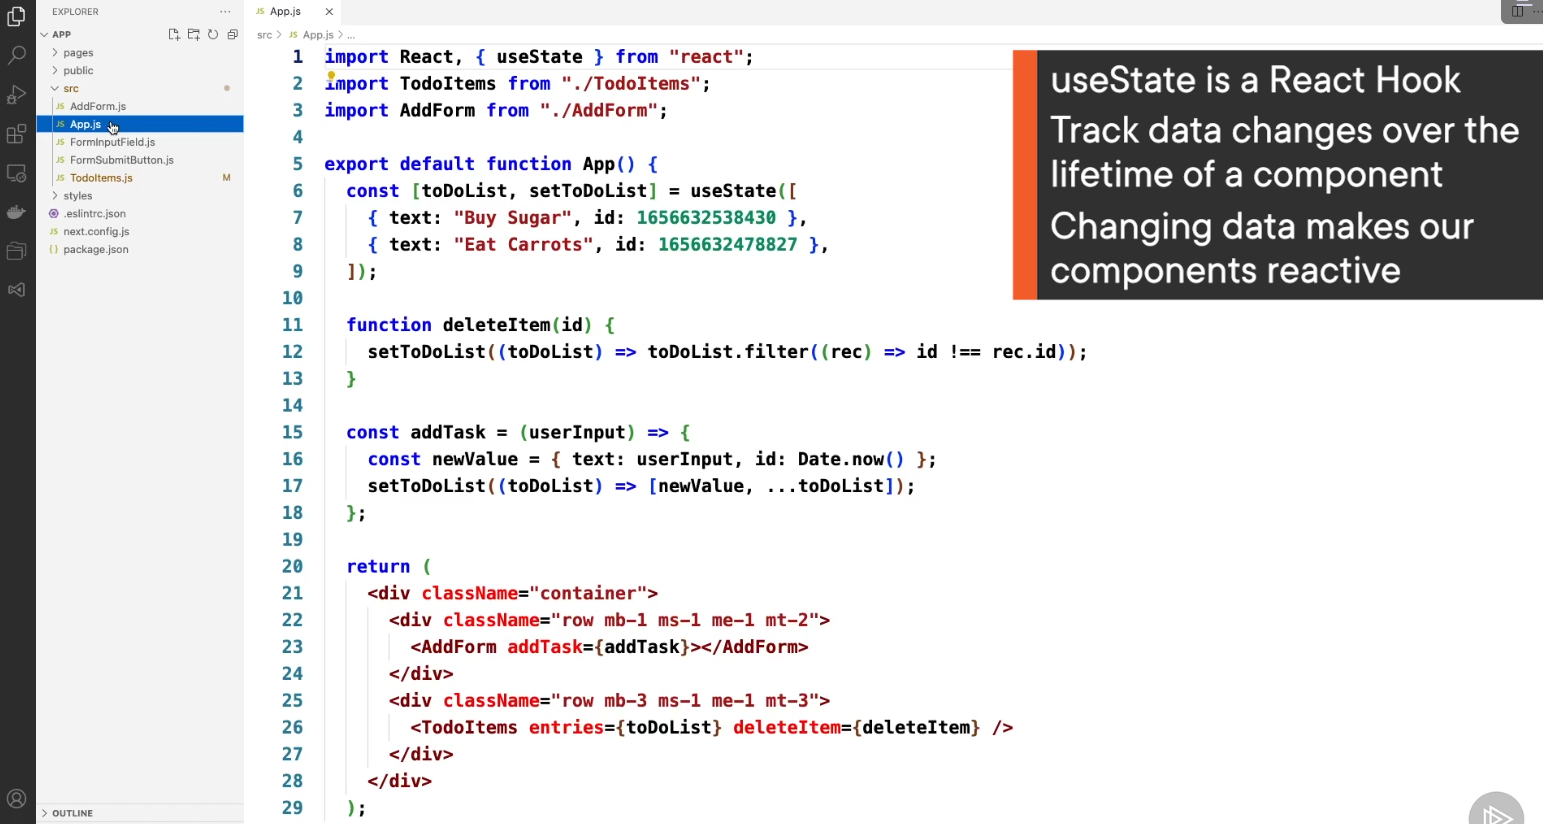 EXPLORER
APP
pages
public
src
JS AddForm.js
JS App.js
JS FormInputField.js
JS FormSubmitButton.js
JS TodoItems.js M
styles
.eslintrc.json
JS next.config.js
{} package.json
OUTLINE
JS App.js
src > JS App.js > ...
1 import React, { useState } from "react";
2 import TodoItems from "./TodoItems";
3 import AddForm from "./AddForm";
4
5 export default function App() {
6 const [toDoList, setToDoList] = useState([
7 { text: "Buy Sugar", id: 1656632538430 },
8 { text: "Eat Carrots", id: 1656632478827 },
9 ]);
10
11 function deleteItem(id) {
12 setToDoList((toDoList) => toDoList.filter((rec) => id !== rec.id));
13 }
14
15 const addTask = (userInput) => {
16 const newValue = { text: userInput, id: Date.now() };
17 setToDoList((toDoList) => [newValue, ...toDoList]);
18 };
19
20 return (
21 <div className="container">
22 <div className="row mb-1 ms-1 me-1 mt-2">
23 <AddForm addTask={addTask}></AddForm>
24 </div>
25 <div className="row mb-3 ms-1 me-1 mt-3">
26 <TodoItems entries={toDoList} deleteItem={deleteItem} />
27 </div>
28 </div>
29 );
useState is a React Hook
Track data changes over the
lifetime of a component
Changing data makes our
components reactive